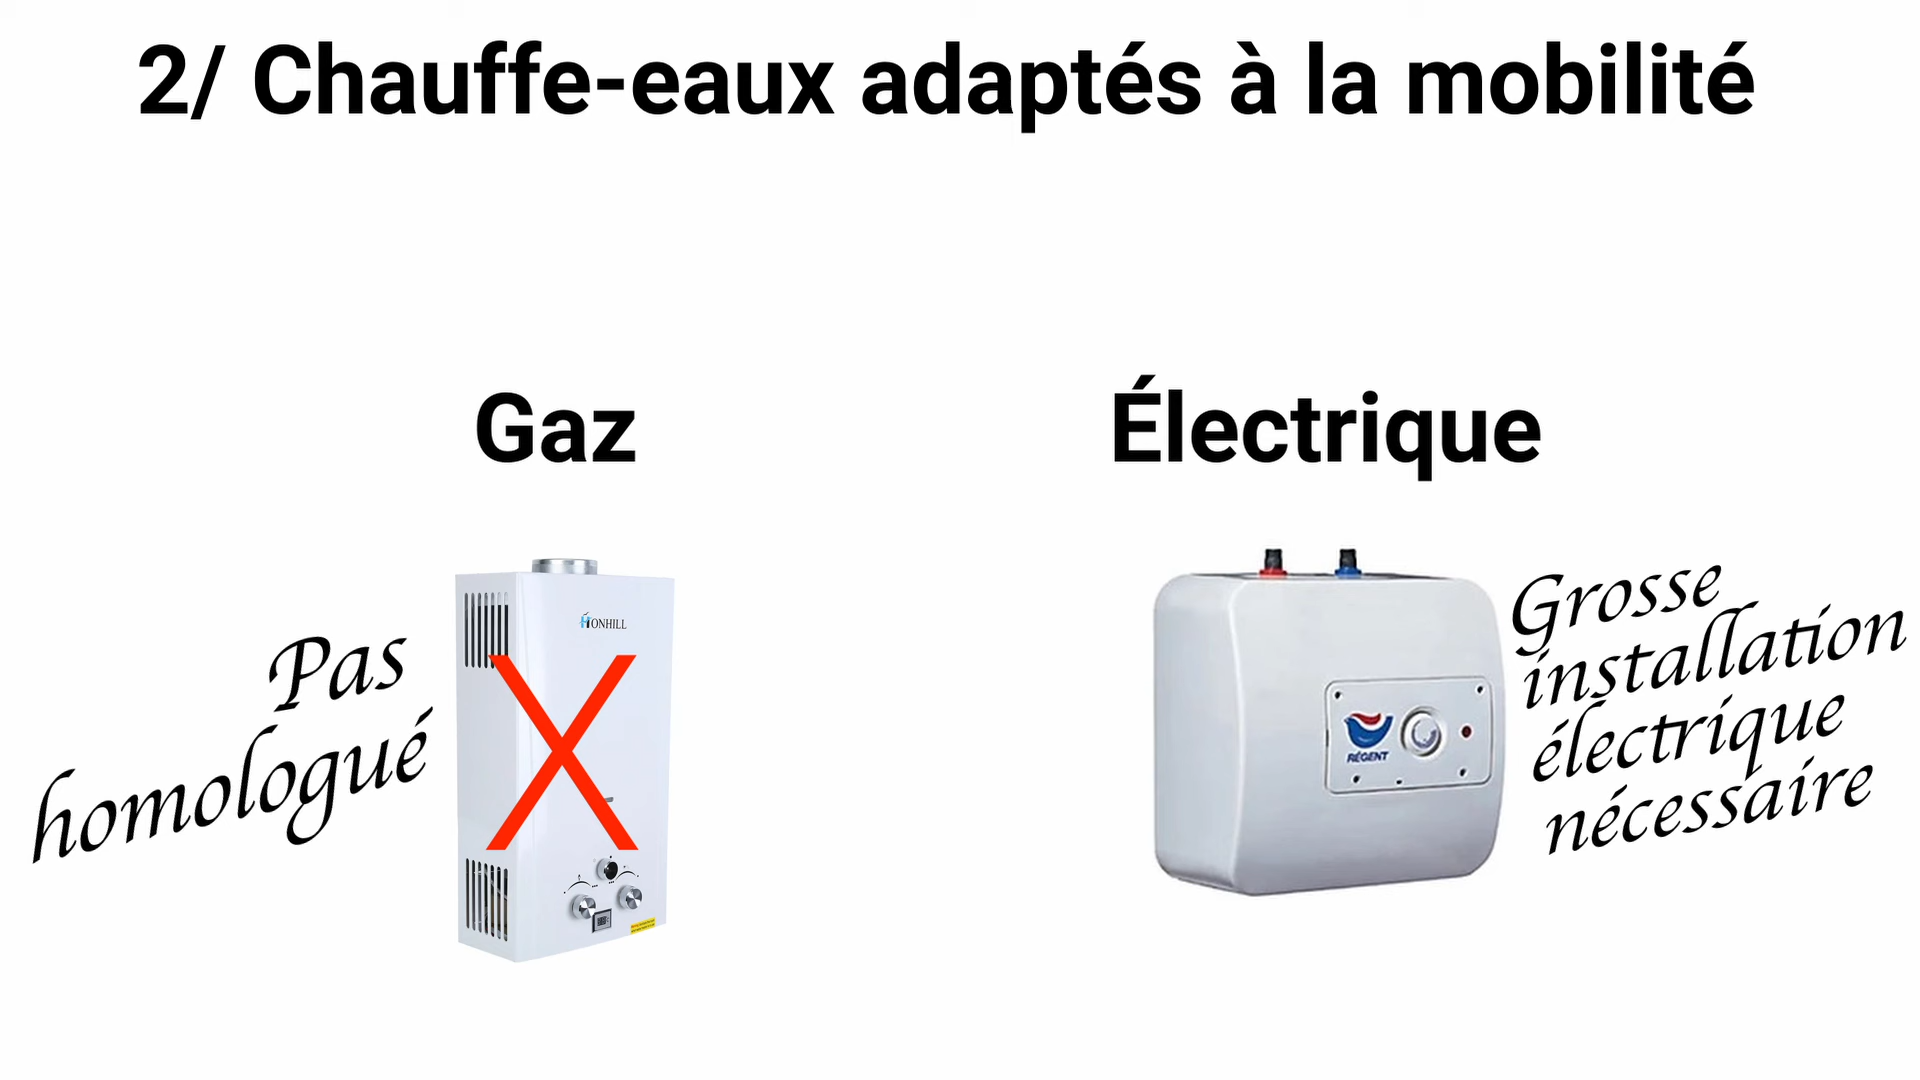 2/ Chauffe-eaux adaptés à la mobilité
Gaz
Électrique
Pas
homologué
HONHILL
Grosse
installation
électrique
nécessaire
RÉGENT